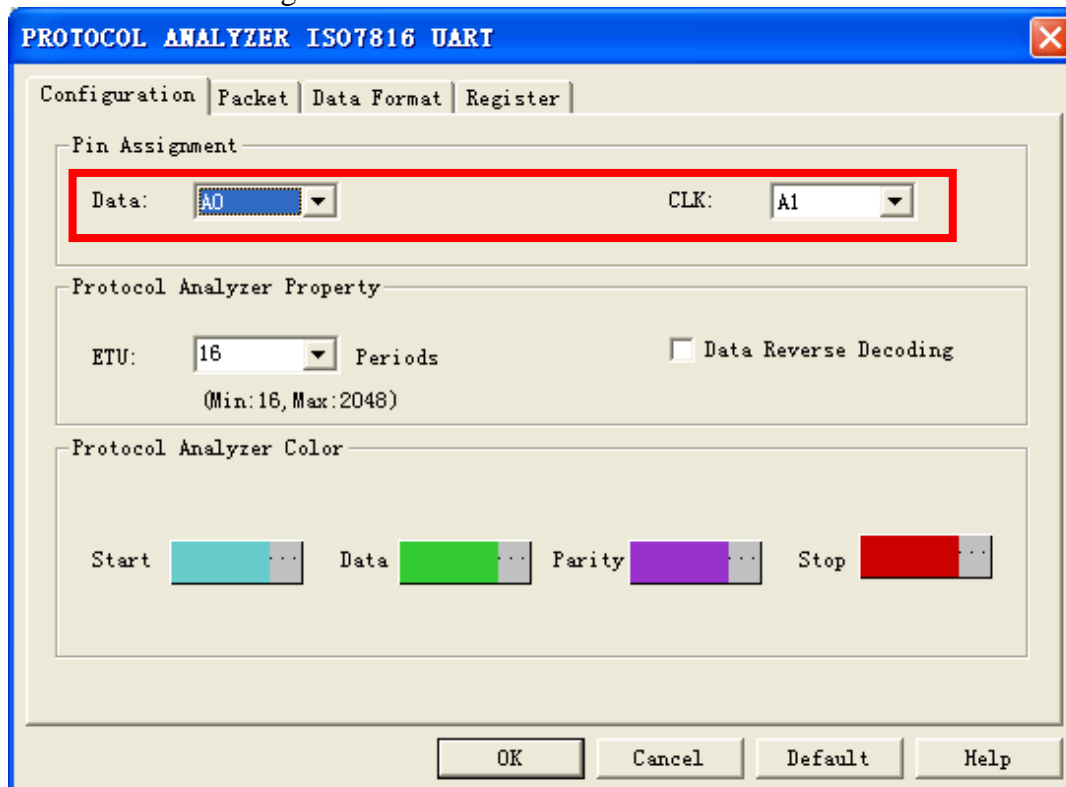 PROTOCOL ANALYZER ISO7816 UART
Configuration Packet Data Format Register
Pin Assignment
Data: A0 CLK: A1
Protocol Analyzer Property
ETU: 16 Periods Data Reverse Decoding
(Min:16,Max:2048)
Protocol Analyzer Color
Start ... Data ... Parity ... Stop ...
OK Cancel Default Help